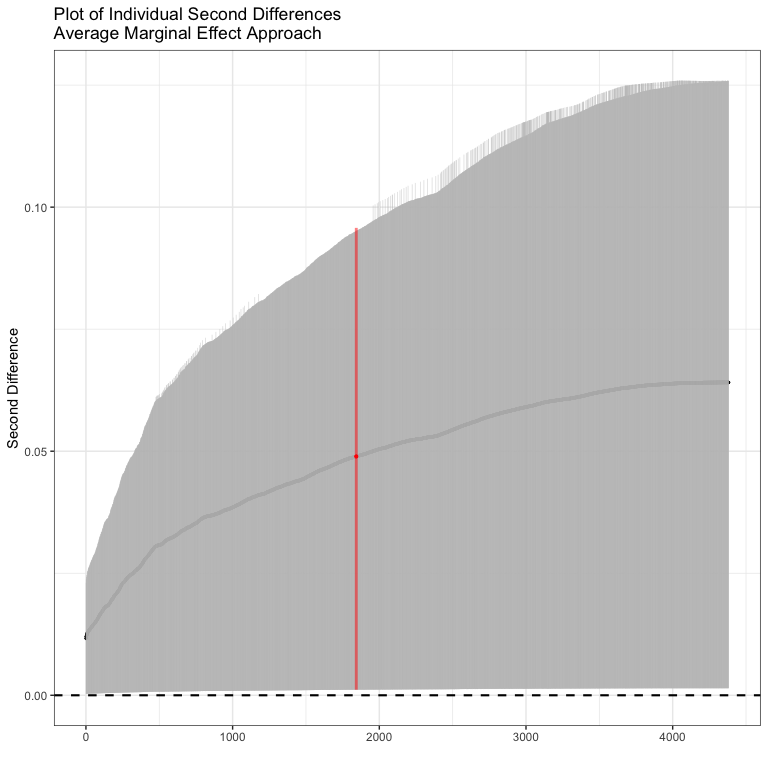 Plot of Individual Second Differences
Average Marginal Effect Approach
Second Difference
0.10
0.05
0.00
0
1000
2000
3000
4000